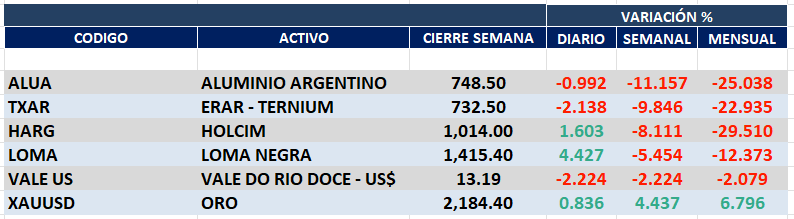 VARIACIÓN %
CODIGO ACTIVO CIERRE SEMANA DIARIO SEMANAL MENSUAL
ALUA ALUMINIO ARGENTINO 748.50 -0.992 -11.157 -25.038
TXAR ERAR - TERNIUM 732.50 -2.138 -9.846 -22.935
HARG HOLCIM 1,014.00 1.603 -8.111 -29.510
LOMA LOMA NEGRA 1,415.40 4.427 -5.454 -12.373
VALE US VALE DO RIO DOCE - US$ 13.19 -2.224 -2.224 -2.079
XAUUSD ORO 2,184.40 0.836 4.437 6.796